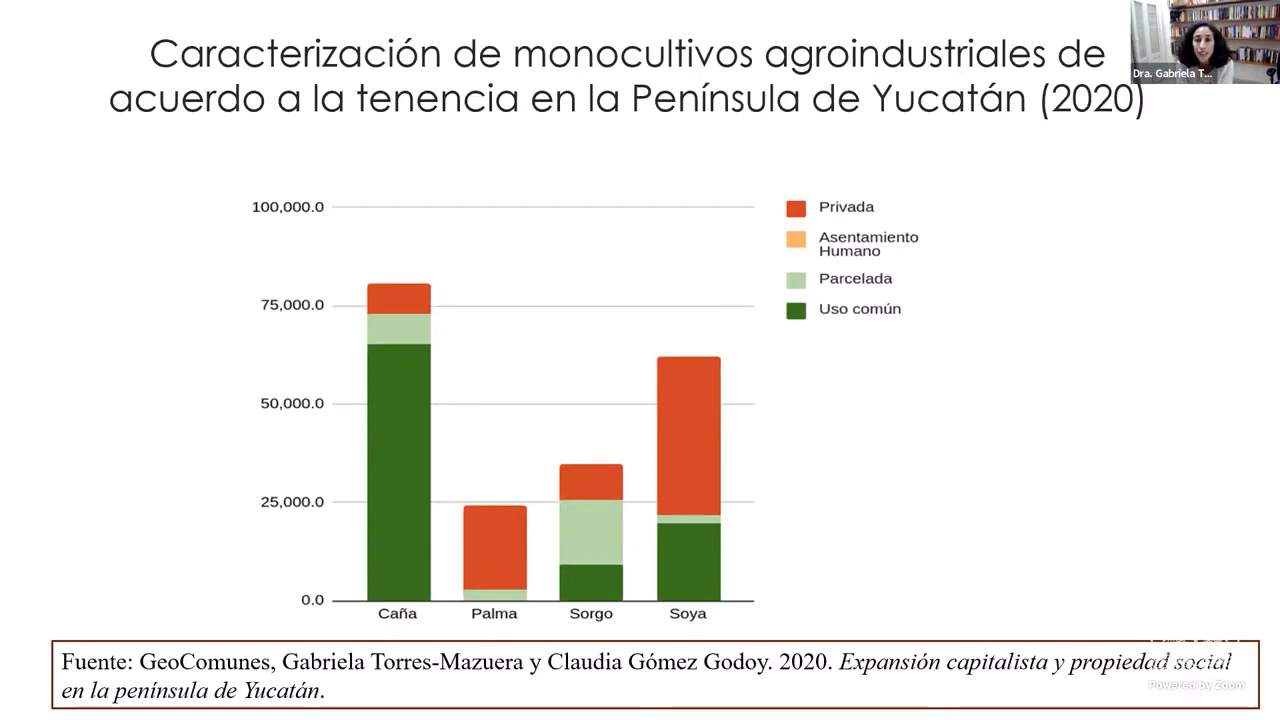 Caracterización de monocultivos agroindustriales de
acuerdo a la tenencia en la Península de Yucatán (2020)
Dra. Gabriela T...
100,000.0
75,000.0
50,000.0
25,000.0
0.0
Caña
Palma
Sorgo
Soya
Privada
Asentamiento
Humano
Parcelada
Uso común
Fuente: GeoComunes, Gabriela Torres-Mazuera y Claudia Gómez Godoy. 2020. Expansión capitalista y propiedad social
en la península de Yucatán.
Powered by Zoom